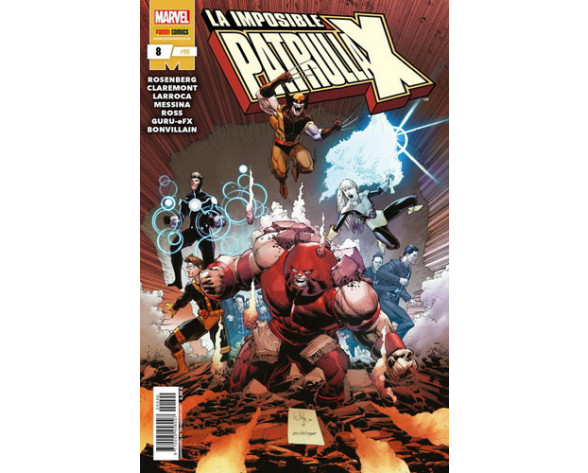 MARVEL
PANINI COMICS
8
LA IMPOSIBLE
PATRULLA X
ROSENBERG
CLAREMONT
LARROCA
MESSINA
ROSS
GURU-eFX
BONVILLAIN